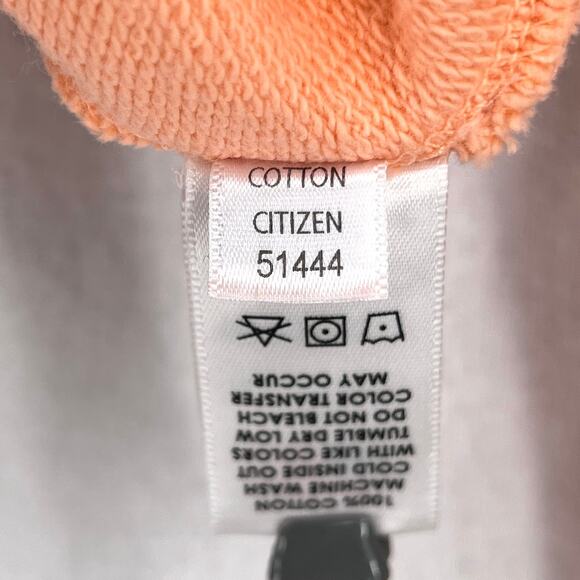 COTTON
CITIZEN
51444
100% COTTON
MACHINE WASH
COLD INSIDE OUT
WITH LIKE COLORS
TUMBLE DRY LOW
DO NOT BLEACH
COLOR TRANSFER
MAY OCCUR